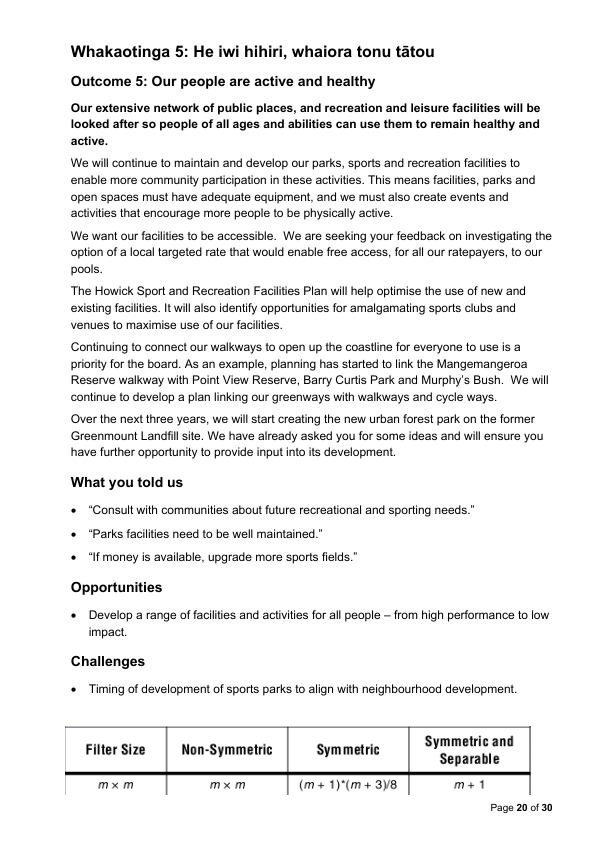 Whakaotinga 5: He iwi hihiri, whaiora tonu tātou
Outcome 5: Our people are active and healthy
Our extensive network of public places, and recreation and leisure facilities will be
looked after so people of all ages and abilities can use them to remain healthy and
active.
We will continue to maintain and develop our parks, sports and recreation facilities to
enable more community participation in these activities. This means facilities, parks and
open spaces must have adequate equipment, and we must also create events and
activities that encourage more people to be physically active.
We want our facilities to be accessible.  We are seeking your feedback on investigating the
option of a local targeted rate that would enable free access, for all our ratepayers, to our
pools.
The Howick Sport and Recreation Facilities Plan will help optimise the use of new and
existing facilities. It will also identify opportunities for amalgamating sports clubs and
venues to maximise use of our facilities.
Continuing to connect our walkways to open up the coastline for everyone to use is a
priority for the board. As an example, planning has started to link the Mangemangeroa
Reserve walkway with Point View Reserve, Barry Curtis Park and Murphy’s Bush.  We will
continue to develop a plan linking our greenways with walkways and cycle ways.
Over the next three years, we will start creating the new urban forest park on the former
Greenmount Landfill site. We have already asked you for some ideas and will ensure you
have further opportunity to provide input into its development.
What you told us
• “Consult with communities about future recreational and sporting needs.”
• “Parks facilities need to be well maintained.”
• “If money is available, upgrade more sports fields.”
Opportunities
• Develop a range of facilities and activities for all people – from high performance to low
impact.
Challenges
• Timing of development of sports parks to align with neighbourhood development.
Filter Size Non-Symmetric Symmetric Symmetric and
Separable
m × m m × m (m + 1)*(m + 3)/8 m + 1
Page 20 of 30